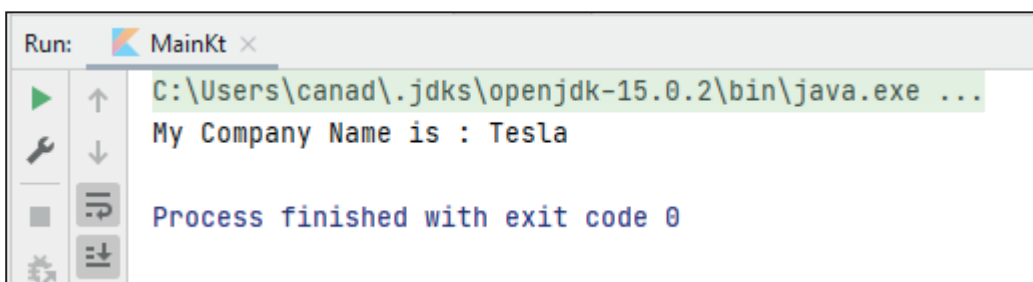 Run: MainKt
C:\Users\canad\.jdks\openjdk-15.0.2\bin\java.exe ...
My Company Name is : Tesla
Process finished with exit code 0